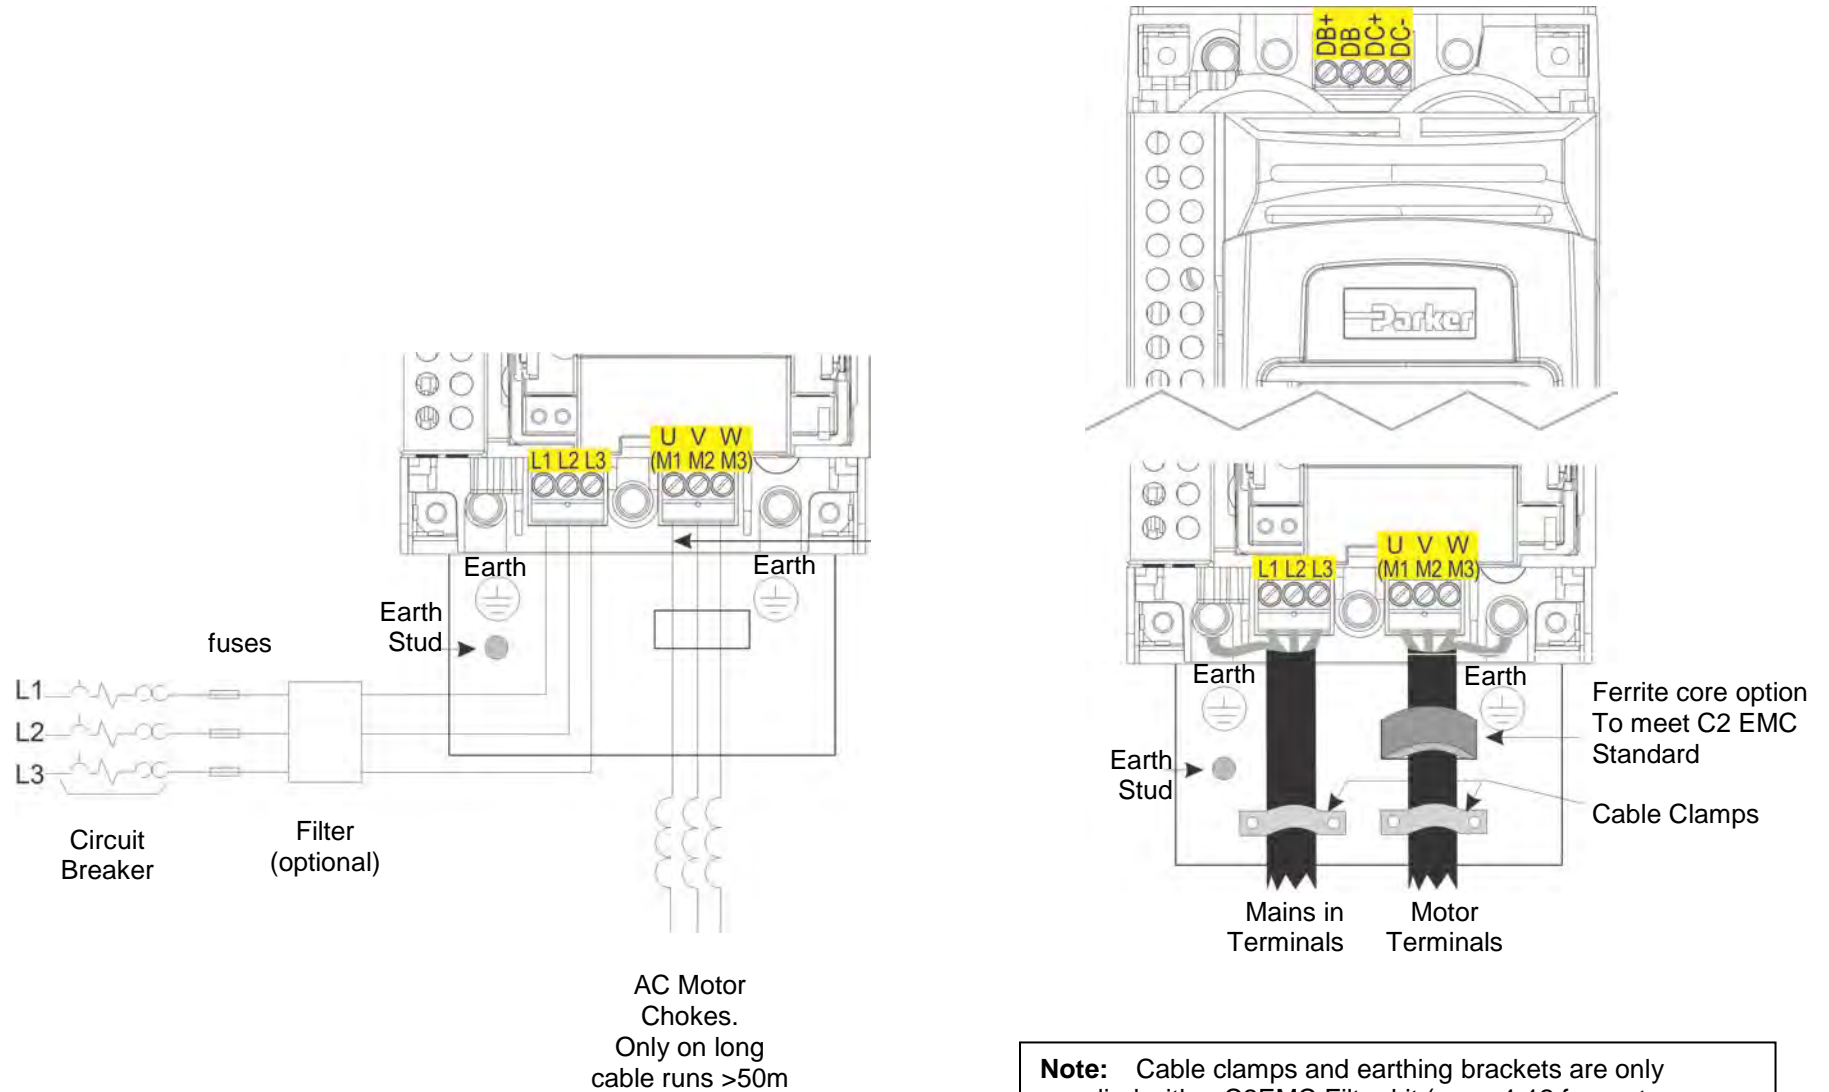 U V W
L1 L2 L3
(M1 M2 M3)
Earth
Earth
Earth
Stud
fuses
L1
L2
L3
Circuit
Breaker
Filter
(optional)
AC Motor
Chokes.
Only on long
cable runs >50m
DB+
DB
DC+
DC-
Parker
U V W
L1 L2 L3
(M1 M2 M3)
Earth
Earth
Earth
Stud
Ferrite core option
To meet C2 EMC
Standard
Cable Clamps
Mains in
Terminals
Motor
Terminals
Note: Cable clamps and earthing brackets are only